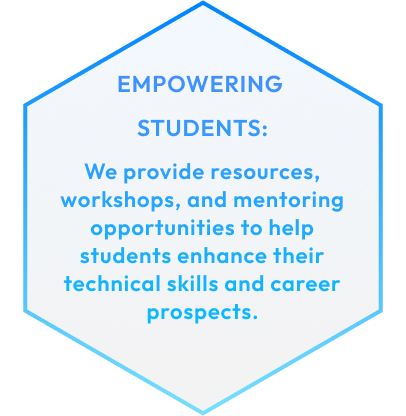 EMPOWERING
STUDENTS:
We provide resources,
workshops, and mentoring
opportunities to help
students enhance their
technical skills and career
prospects.